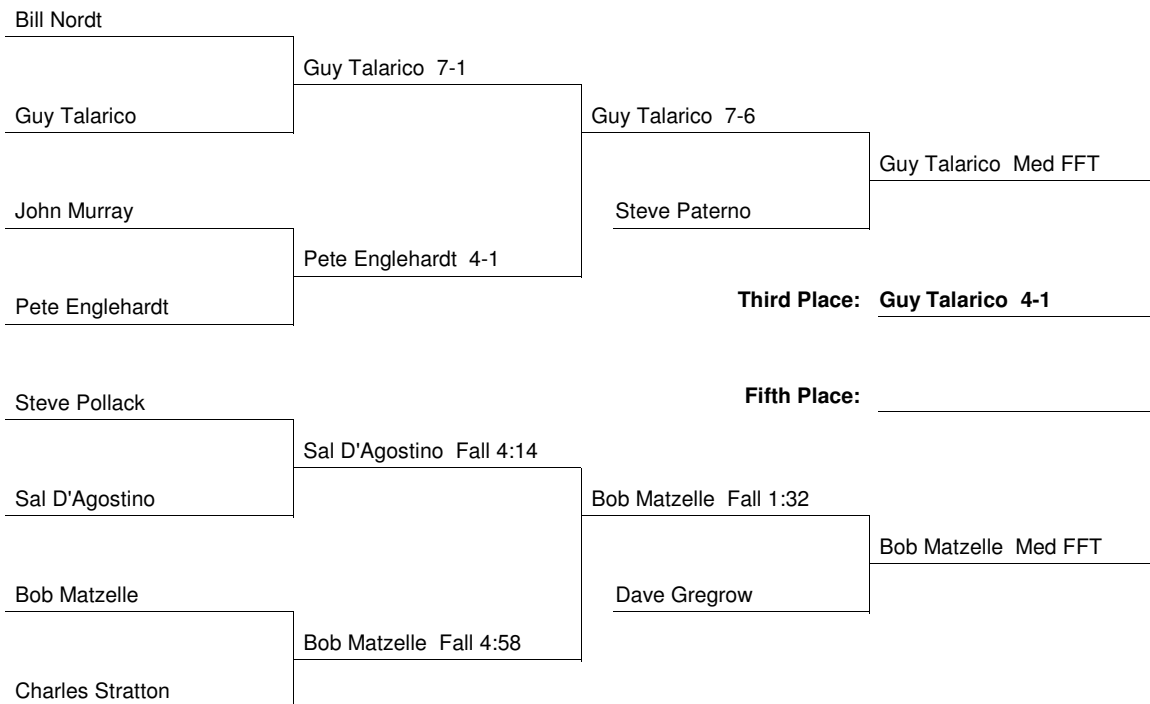 Bill Nordt
Guy Talarico 7-1
Guy Talarico
Guy Talarico 7-6
Guy Talarico Med FFT
John Murray
Steve Paterno
Pete Englehardt 4-1
Pete Englehardt
Third Place: Guy Talarico 4-1
Steve Pollack
Fifth Place:
Sal D'Agostino Fall 4:14
Sal D'Agostino
Bob Matzelle Fall 1:32
Bob Matzelle Med FFT
Bob Matzelle
Dave Gregrow
Bob Matzelle Fall 4:58
Charles Stratton